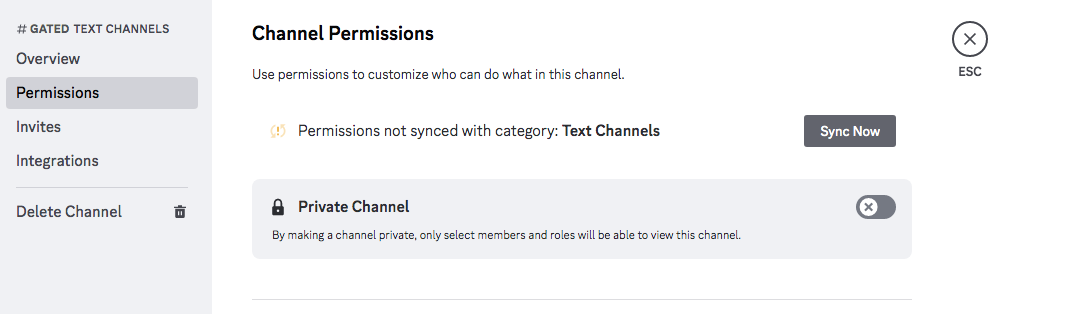 # GATED TEXT CHANNELS
Overview
Permissions
Invites
Integrations
Delete Channel
Channel Permissions
Use permissions to customize who can do what in this channel.
Permissions not synced with category: Text Channels
Sync Now
Private Channel
By making a channel private, only select members and roles will be able to view this channel.
ESC